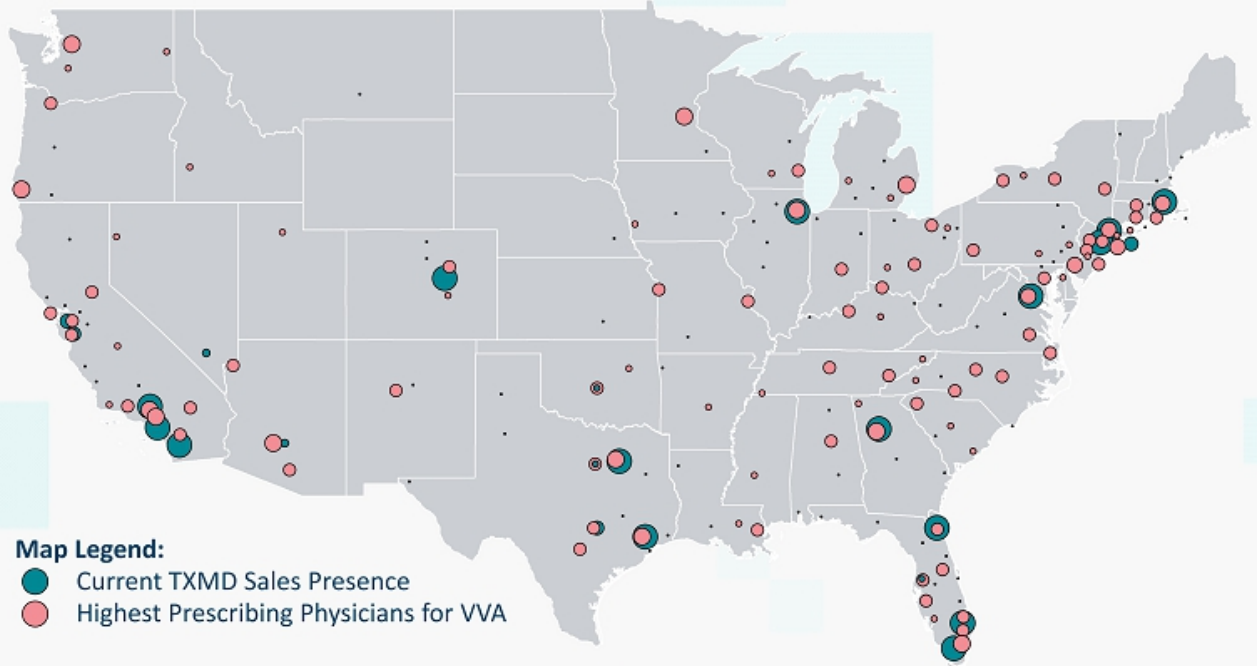 Map Legend:
Current TXMD Sales Presence
Highest Prescribing Physicians for VVA